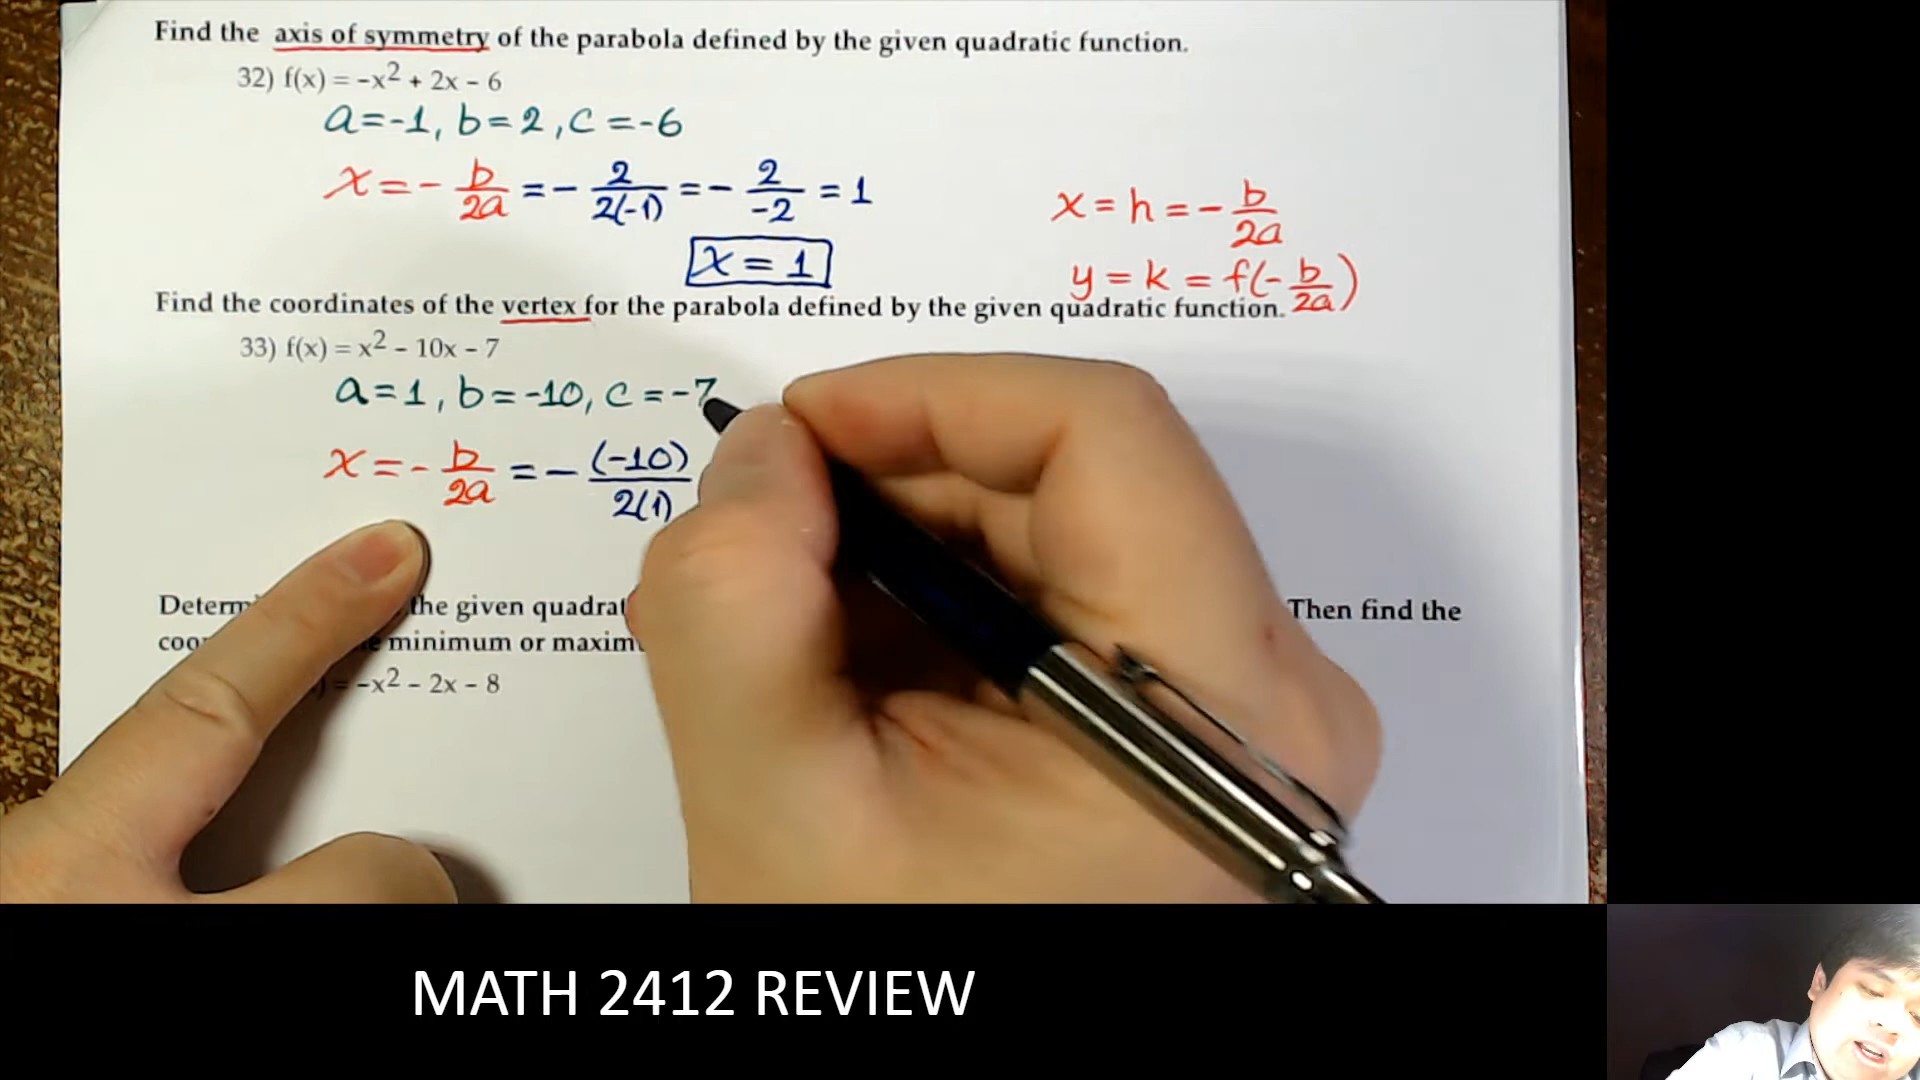 Find the axis of symmetry of the parabola defined by the given quadratic function.
32) f(x) = -x² + 2x - 6
a=-1, b=2, c=-6
x = - b/2a = - 2/2(-1) = - 2/-2 = 1
x = 1
x = h = - b/2a
y = k = f(- b/2a)
Find the coordinates of the vertex for the parabola defined by the given quadratic function.
33) f(x) = x² - 10x - 7
a=1, b=-10, c=-7
x = - b/2a = - (-10)/2(1)
the given quadrat Then find the
minimum or maxim
= -x² - 2x - 8
MATH 2412 REVIEW